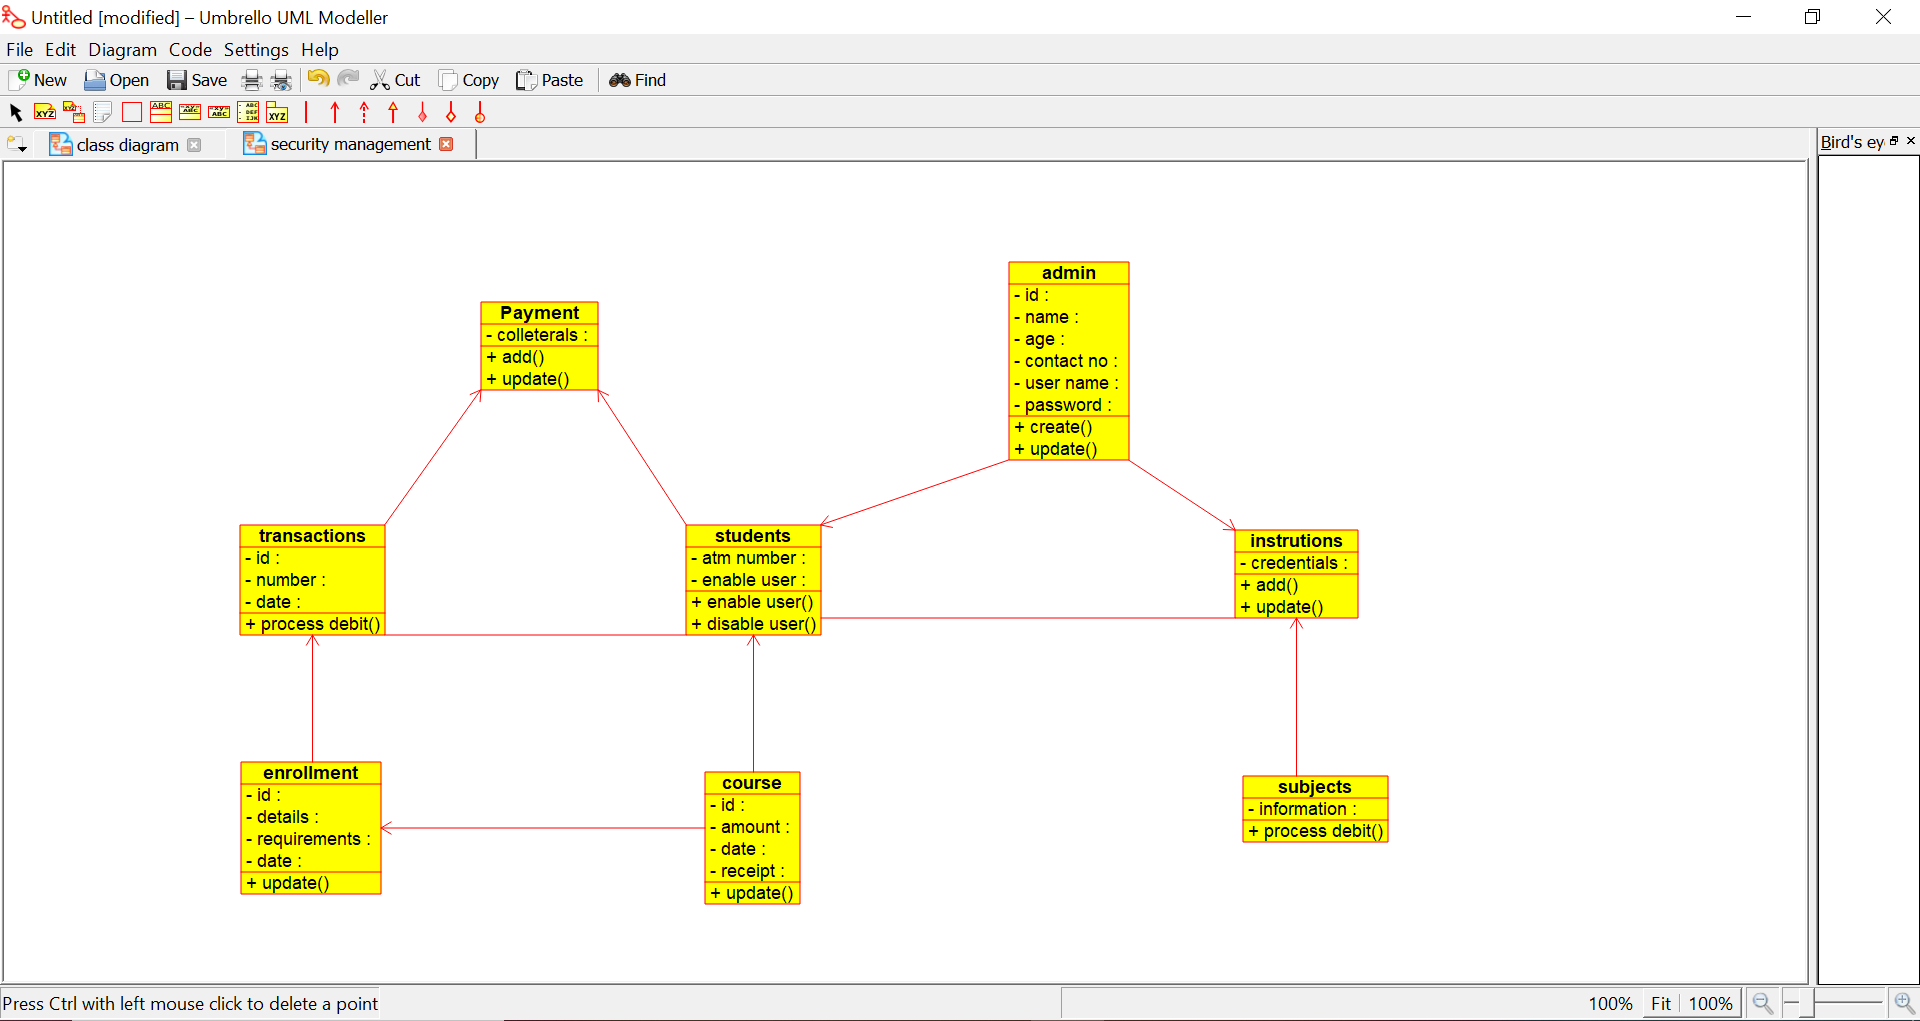 Untitled [modified] – Umbrello UML Modeller
File Edit Diagram Code Settings Help
New Open Save Cut Copy Paste Find
class diagram security management
Bird's ey
admin
- id :
- name :
- age :
- contact no :
- user name :
- password :
+ create()
+ update()
Payment
- colleterals :
+ add()
+ update()
transactions
- id :
- number :
- date :
+ process debit()
students
- atm number :
- enable user :
+ enable user()
+ disable user()
instrutions
- credentials :
+ add()
+ update()
enrollment
- id :
- details :
- requirements :
- date :
+ update()
course
- id :
- amount :
- date :
- receipt :
+ update()
subjects
- information :
+ process debit()
Press Ctrl with left mouse click to delete a point
100% Fit 100%